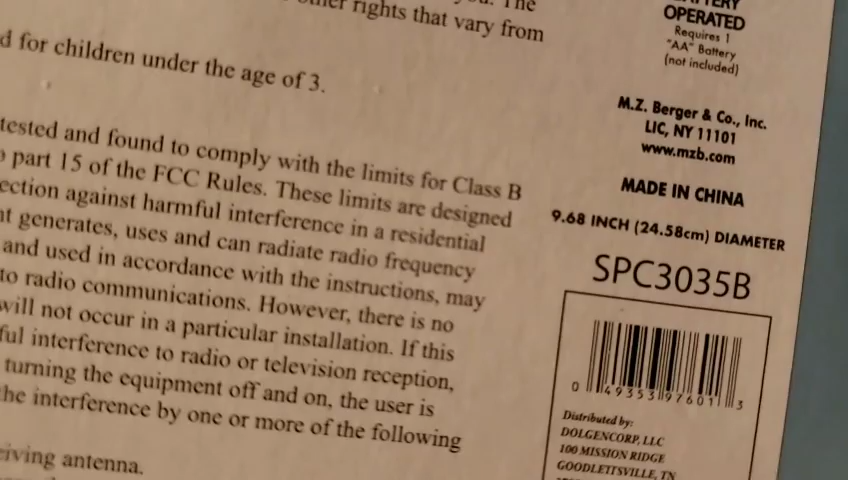 The
other rights that vary from
d for children under the age of 3.
tested and found to comply with the limits for Class B
part 15 of the FCC Rules. These limits are designed
ection against harmful interference in a residential
nt generates, uses and can radiate radio frequency
and used in accordance with the instructions, may
to radio communications. However, there is no
will not occur in a particular installation. If this
ful interference to radio or television reception,
turning the equipment off and on, the user is
the interference by one or more of the following
eiving antenna.
BATTERY
OPERATED
Requires 1
"AA" Battery
(not included)
M.Z. Berger & Co., Inc.
LIC, NY 11101
www.mzb.com
MADE IN CHINA
9.68 INCH (24.58cm) DIAMETER
SPC3035B
0 49353 97601 3
Distributed by:
DOLGENCORP, LLC
100 MISSION RIDGE
GOODLETTSVILLE, TN